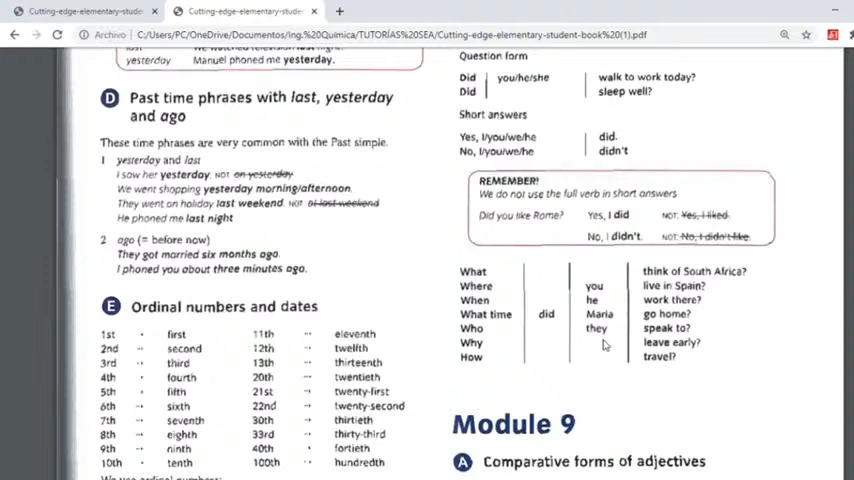 Cutting-edge-elementary-stude
Cutting-edge-elementary-stude
Archivo
C:/Users/PC/OneDrive/Documentos/Ing.%20Quimica/TUTORÍAS%20SEA/Cutting-edge-elementary-student-book%20(1).pdf
last We watched television last night.
yesterday Manuel phoned me yesterday.
D Past time phrases with last, yesterday
and ago
These time phrases are very common with the Past simple.
1 yesterday and last
I saw her yesterday. NOT on yesterday
We went shopping yesterday morning/afternoon.
They went on holiday last weekend. NOT at last weekend
He phoned me last night
2 ago (= before now)
They got married six months ago.
I phoned you about three minutes ago.
E Ordinal numbers and dates
1st first 11th eleventh
2nd second 12th twelfth
3rd third 13th thirteenth
4th fourth 20th twentieth
5th fifth 21st twenty-first
6th sixth 22nd twenty-second
7th seventh 30th thirtieth
8th eighth 33rd thirty-third
9th ninth 40th fortieth
10th tenth 100th hundredth
We use ordinal numbers:
Question form
Did you/he/she walk to work today?
Did sleep well?
Short answers
Yes, I/you/we/he did.
No, I/you/we/he didn't
REMEMBER!
We do not use the full verb in short answers
Did you like Rome? Yes, I did NOT: Yes, I liked.
No, I didn't. NOT: No, I didn't like.
What think of South Africa?
Where you live in Spain?
When he work there?
What time did Maria go home?
Who they speak to?
Why leave early?
How travel?
Module 9
A Comparative forms of adjectives